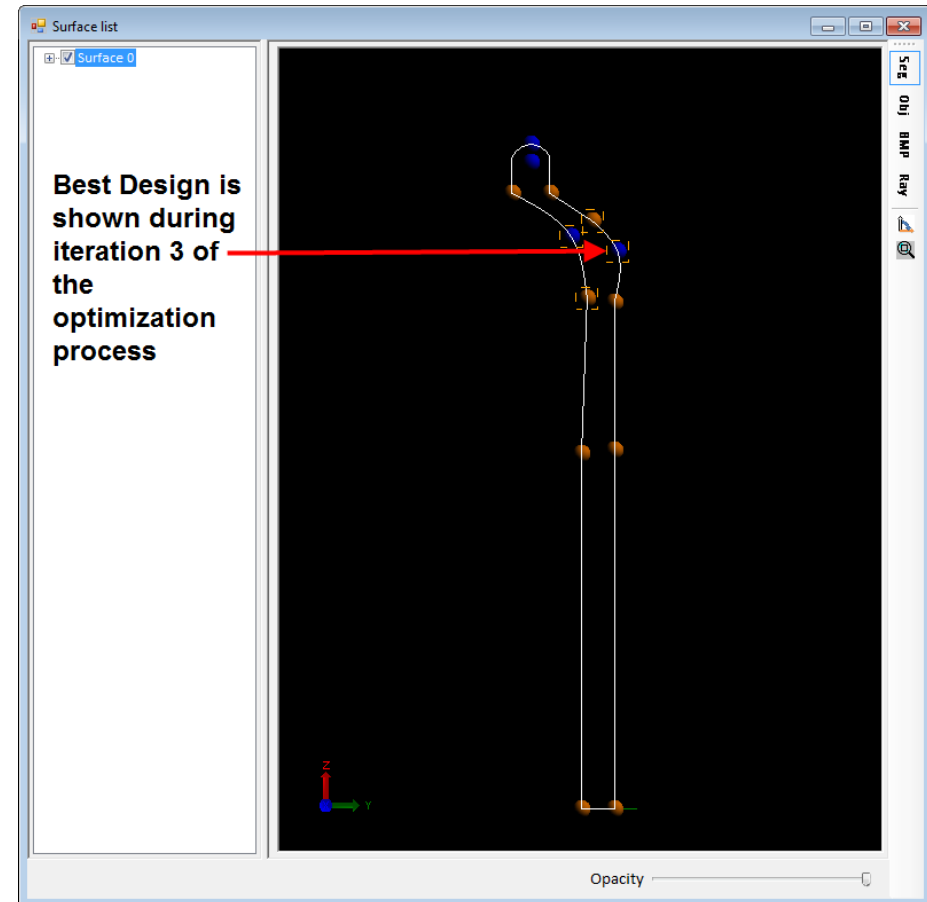 Surface list
Surface 0
Best Design is
shown during
iteration 3 of
the
optimization
process
Seg
Obj
BMP
Ray
Z
Y
Opacity